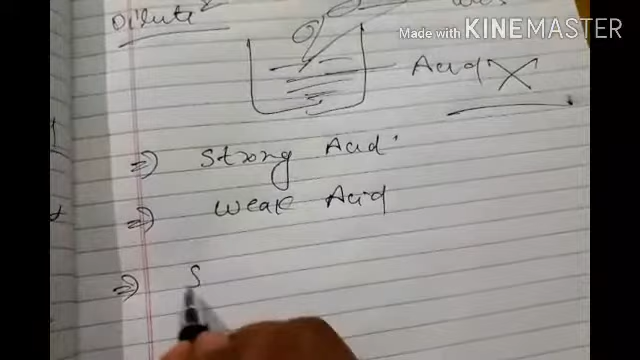 Made with KINEMASTER
Dilute
Acid X
⇒ Strong Acid
⇒ Weak Acid
⇒ S